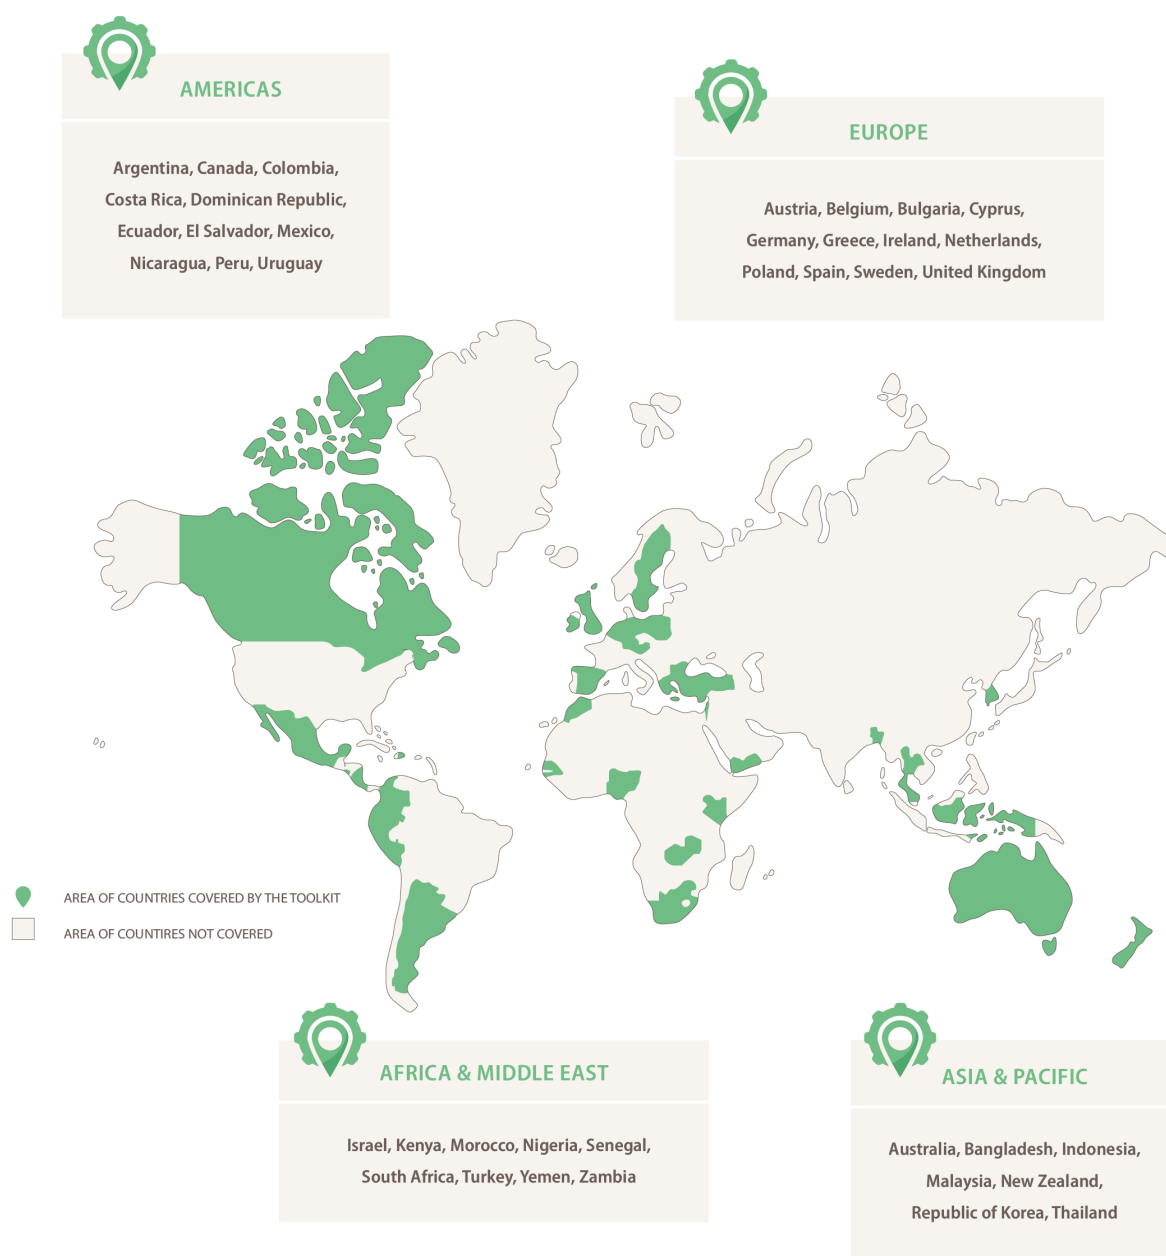 AMERICAS
Argentina, Canada, Colombia,
Costa Rica, Dominican Republic,
Ecuador, El Salvador, Mexico,
Nicaragua, Peru, Uruguay
EUROPE
Austria, Belgium, Bulgaria, Cyprus,
Germany, Greece, Ireland, Netherlands,
Poland, Spain, Sweden, United Kingdom
AREA OF COUNTRIES COVERED BY THE TOOLKIT
AREA OF COUNTIRES NOT COVERED
AFRICA & MIDDLE EAST
Israel, Kenya, Morocco, Nigeria, Senegal,
South Africa, Turkey, Yemen, Zambia
ASIA & PACIFIC
Australia, Bangladesh, Indonesia,
Malaysia, New Zealand,
Republic of Korea, Thailand